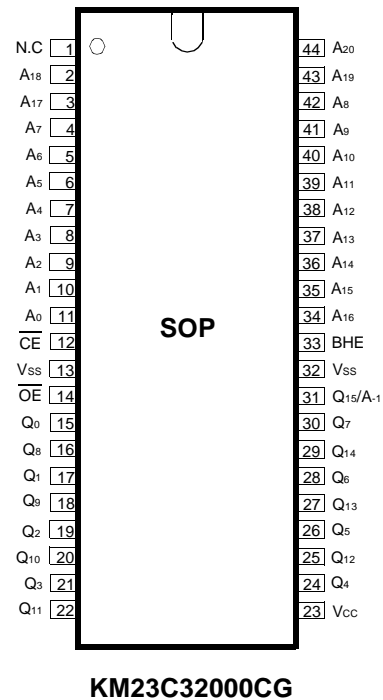 N.C 1 44 A20
A18 2 43 A19
A17 3 42 A8
A7 4 41 A9
A6 5 40 A10
A5 6 39 A11
A4 7 38 A12
A3 8 37 A13
A2 9 36 A14
A1 10 35 A15
A0 11 34 A16
SOP
CE 12 33 BHE
VSS 13 32 VSS
OE 14 31 Q15/A-1
Q0 15 30 Q7
Q8 16 29 Q14
Q1 17 28 Q6
Q9 18 27 Q13
Q2 19 26 Q5
Q10 20 25 Q12
Q3 21 24 Q4
Q11 22 23 VCC
KM23C32000CG